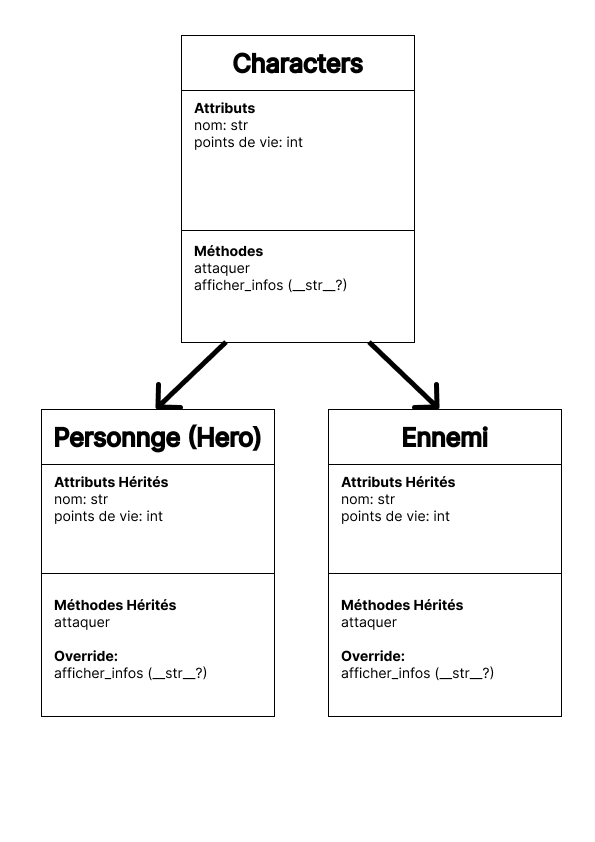 Characters
Attributs
nom: str
points de vie: int
Méthodes
attaquer
afficher_infos (__str__?)
Personnge (Hero)
Attributs Hérités
nom: str
points de vie: int
Méthodes Hérités
attaquer
Override:
afficher_infos (__str__?)
Ennemi
Attributs Hérités
nom: str
points de vie: int
Méthodes Hérités
attaquer
Override:
afficher_infos (__str__?)